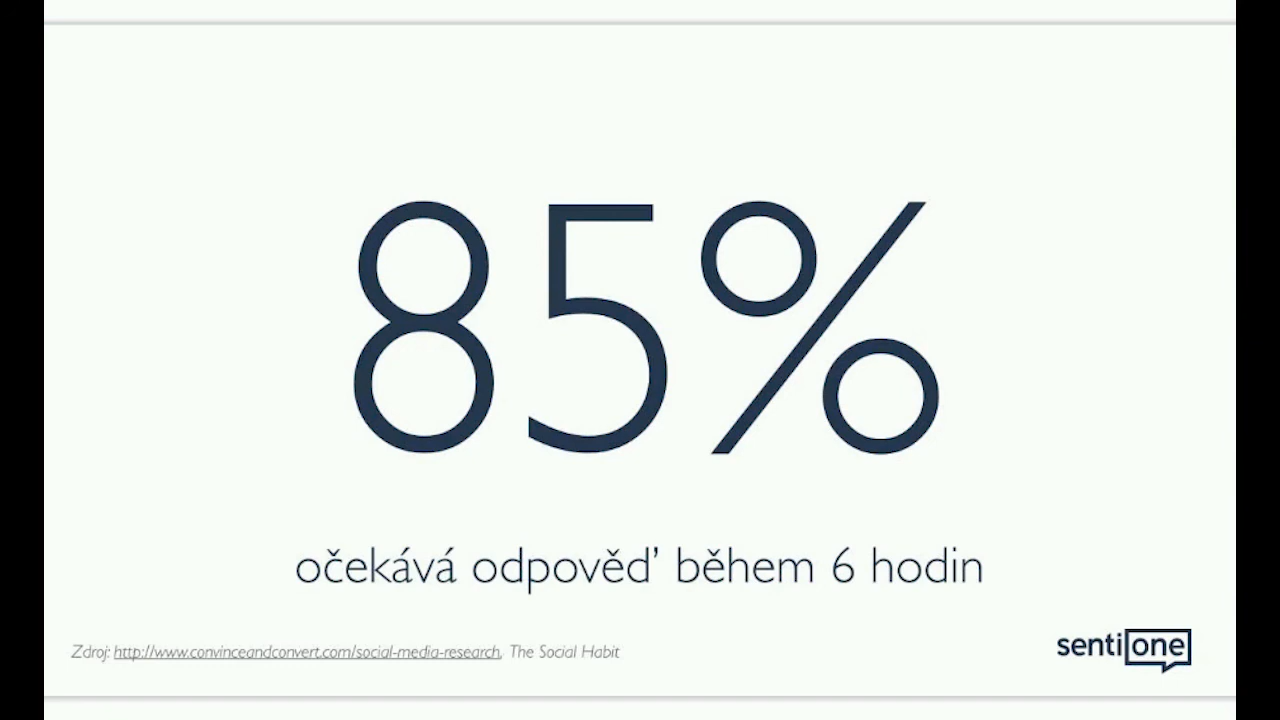 85%
očekává odpověď během 6 hodin
Zdroj: http://www.convinceandconvert.com/social-media-research, The Social Habit
sentione